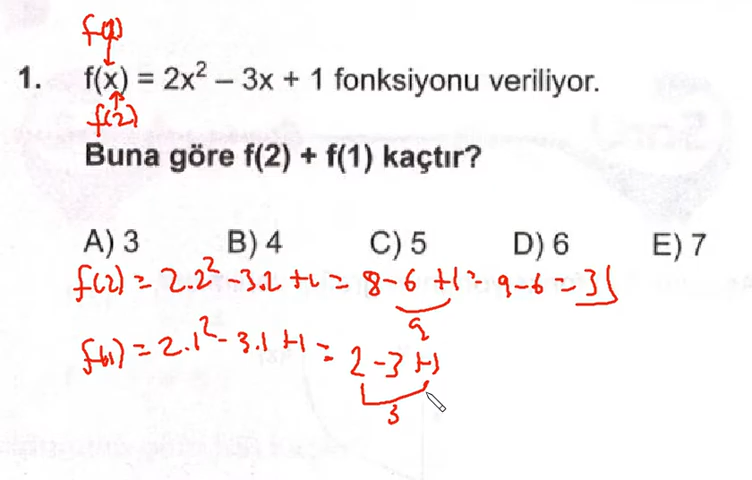 f(1)
1. f(x) = 2x² – 3x + 1 fonksiyonu veriliyor.
f(2)
Buna göre f(2) + f(1) kaçtır?
A) 3 B) 4 C) 5 D) 6 E) 7
f(2) = 2.2² - 3.2 + 1 = 8 - 6 + 1 = 9 - 6 = 3
9
f(1) = 2.1² - 3.1 + 1 = 2 - 3 + 1
3